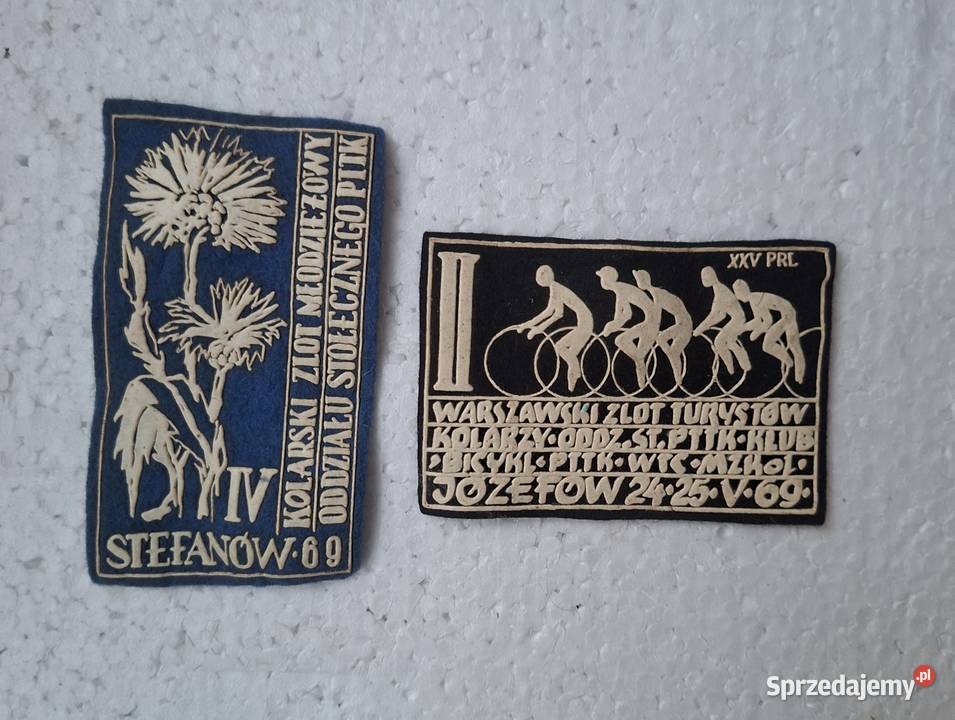 IV
KOLARSKI ZLOT MŁODZIEŻOWY
ODDZIAŁU STOŁECZNEGO PTTK
STEFANÓW·69
II
XXV PRL
WARSZAWSKI ZLOT TURYSTÓW
KOLARZY·ODDZ.ST.PTTK·KLUB
·BICYKL·PTTK·WTC·MZKOL·
JÓZEFÓW 24·25·V·69·
Sprzedajemy.pl